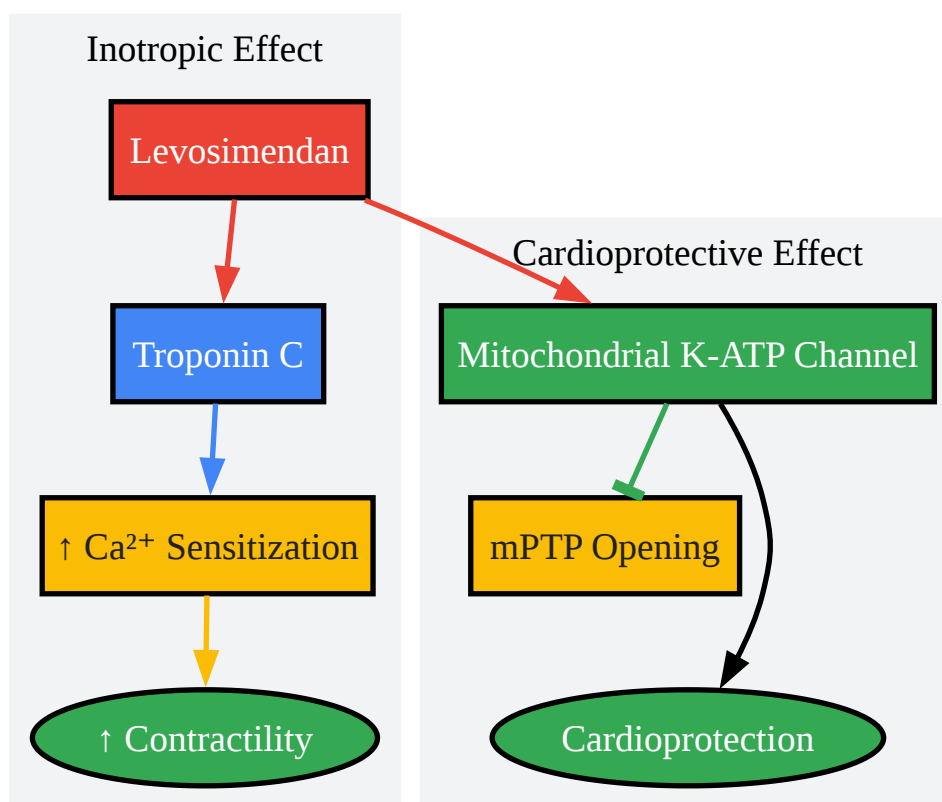 Inotropic Effect
Levosimendan
Troponin C
↑ Ca²⁺ Sensitization
↑ Contractility
Cardioprotective Effect
Mitochondrial K-ATP Channel
mPTP Opening
Cardioprotection